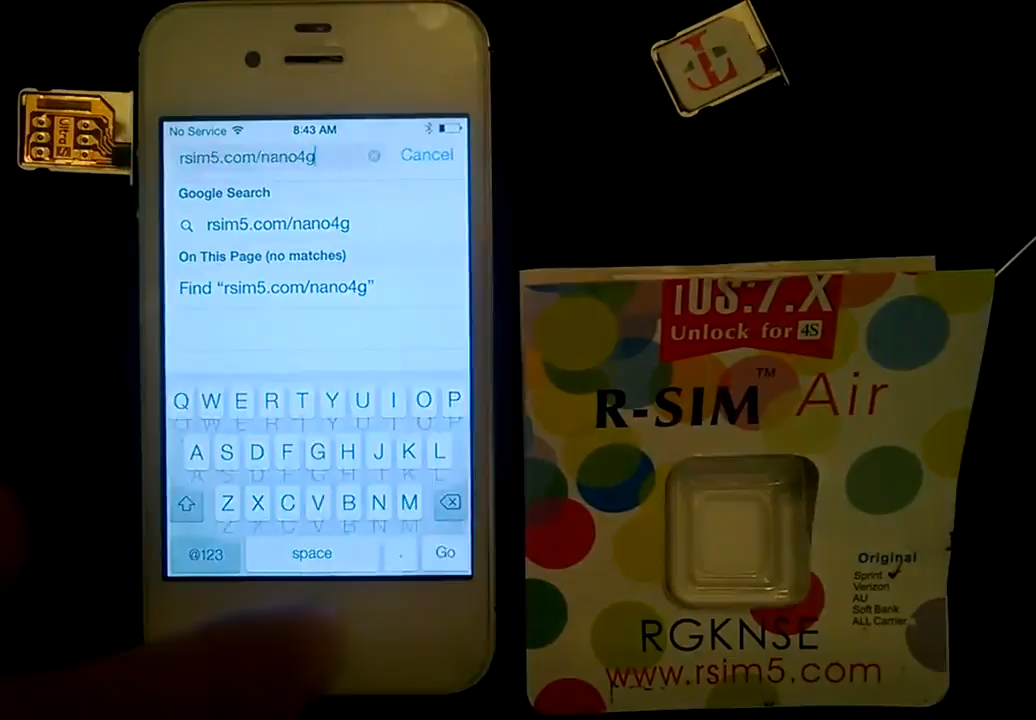 No Service
8:43 AM
rsim5.com/nano4g
Cancel
Google Search
rsim5.com/nano4g
On This Page (no matches)
Find “rsim5.com/nano4g”
Q W E R T Y U I O P
A S D F G H J K L
Z X C V B N M
@123
space
.
Go
iOS:7.X
Unlock for 4S
R-SIM™ Air
Original
Sprint
Verizon
AU
Soft Bank
ALL Carrier
RGKNSE
www.rsim5.com